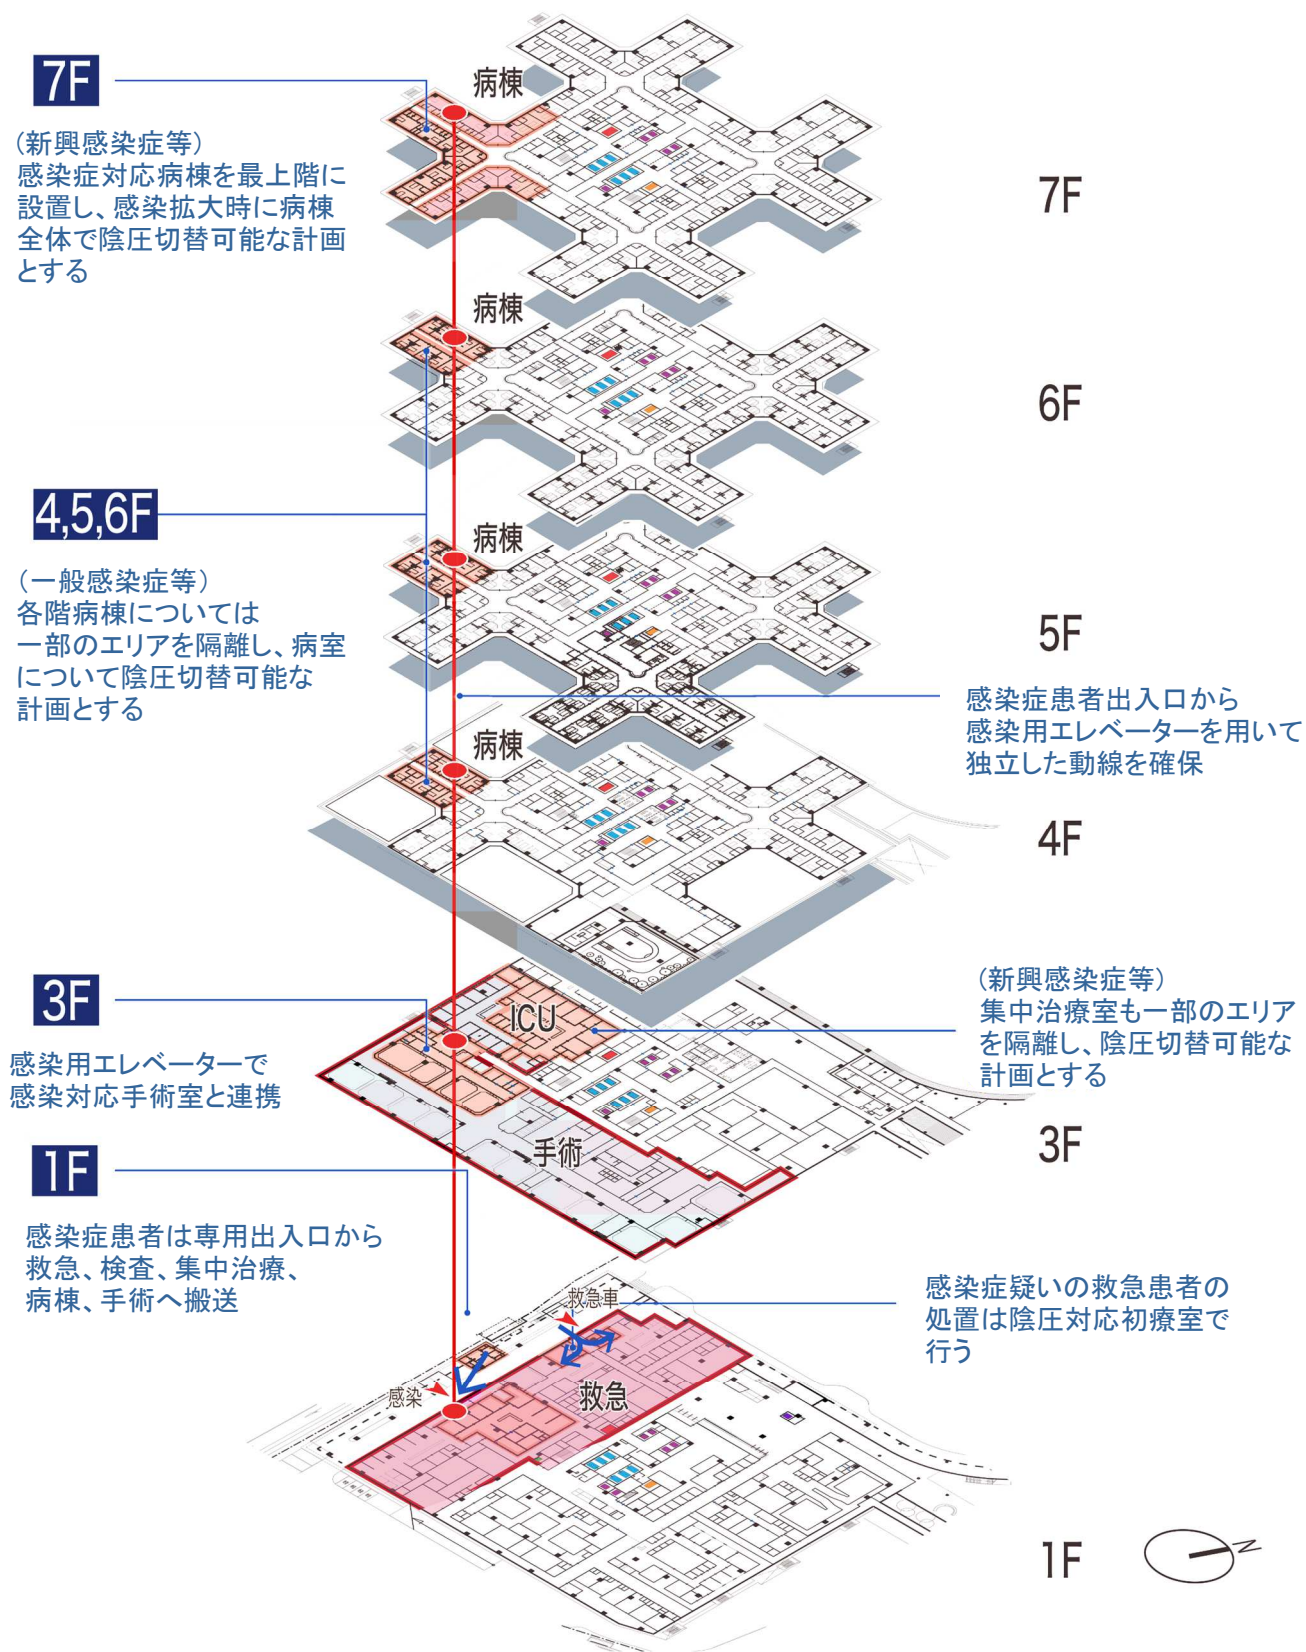 7F
(新興感染症等)
感染症対応病棟を最上階に
設置し、感染拡大時に病棟
全体で陰圧切替可能な計画
とする
病棟
7F
病棟
6F
4,5,6F
(一般感染症等)
各階病棟については
一部のエリアを隔離し、病室
について陰圧切替可能な
計画とする
病棟
5F
感染症患者出入口から
感染用エレベーターを用いて
独立した動線を確保
病棟
4F
3F
感染用エレベーターで
感染対応手術室と連携
ICU
手術
(新興感染症等)
集中治療室も一部のエリア
を隔離し、陰圧切替可能な
計画とする
3F
1F
感染症患者は専用出入口から
救急、検査、集中治療、
病棟、手術へ搬送
救急車
感染症疑いの救急患者の
処置は陰圧対応初療室で
行う
感染
救急
1F
N